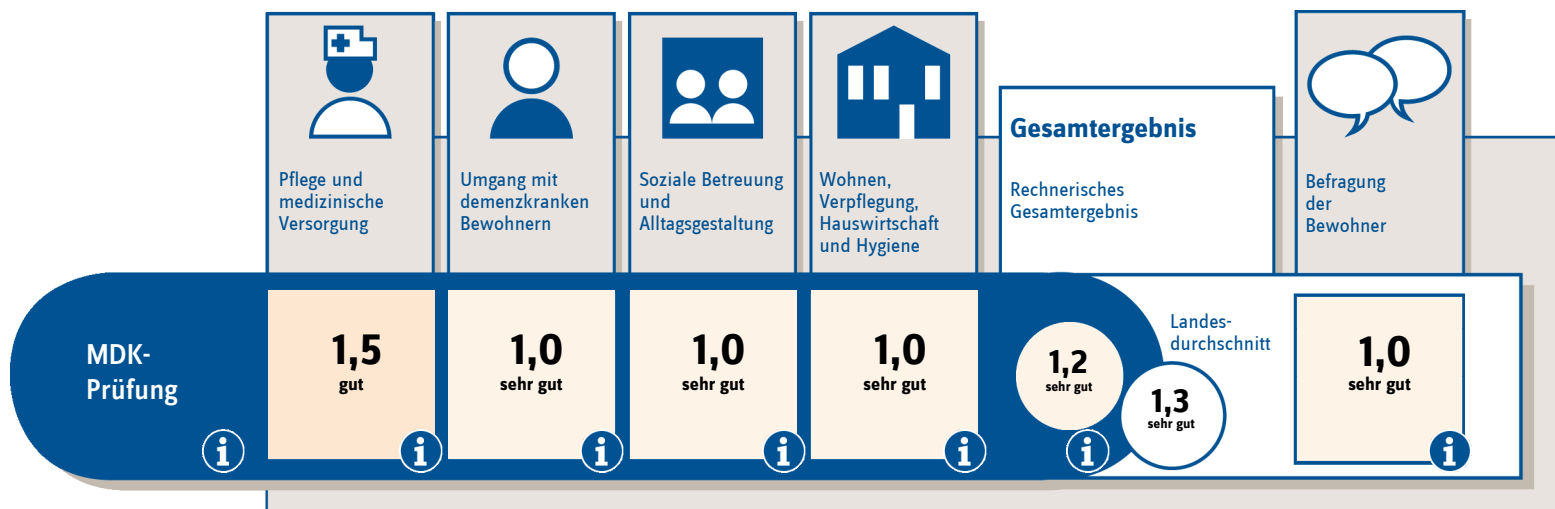 Pflege und
medizinische
Versorgung
Umgang mit
demenzkranken
Bewohnern
Soziale Betreuung
und
Alltagsgestaltung
Wohnen,
Verpflegung,
Hauswirtschaft
und Hygiene
Gesamtergebnis
Rechnerisches
Gesamtergebnis
Befragung
der
Bewohner
MDK-
Prüfung
i
1,5
gut
i
1,0
sehr gut
i
1,0
sehr gut
i
1,0
sehr gut
i
1,2
sehr gut
i
Landes-
durchschnitt
1,3
sehr gut
1,0
sehr gut
i